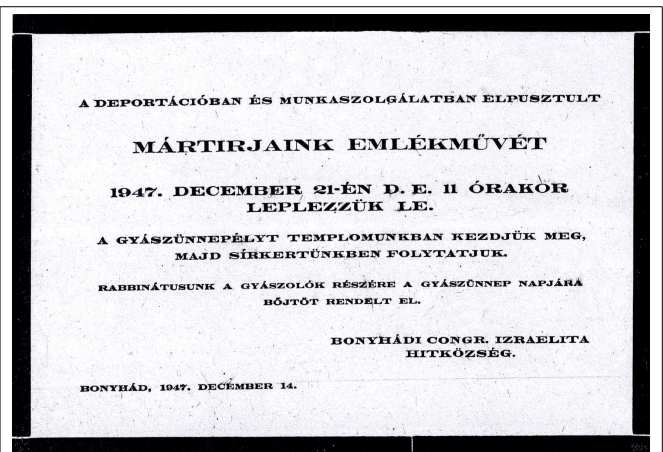 A DEPORTÁCIÓBAN ÉS MUNKASZOLGÁLATBAN ELPUSZTULT
MÁRTIRJAINK EMLÉKMŰVÉT
1947. DECEMBER 21-ÉN D. E. 11 ÓRAKOR
LEPLEZZÜK LE.
A GYÁSZÜNNEPÉLYT TEMPLOMUNKBAN KEZDJÜK MEG,
MAJD SÍRKERTÜNKBEN FOLYTATJUK.
RABBINÁTUSUNK A GYÁSZOLÓK RÉSZÉRE A GYÁSZÜNNEP NAPJÁRA
BŐJTÖT RENDELT EL.
BONYHÁDI CONGR. IZRAELITA
HITKÖZSÉG.
BONYHÁD, 1947. DECEMBER 14.